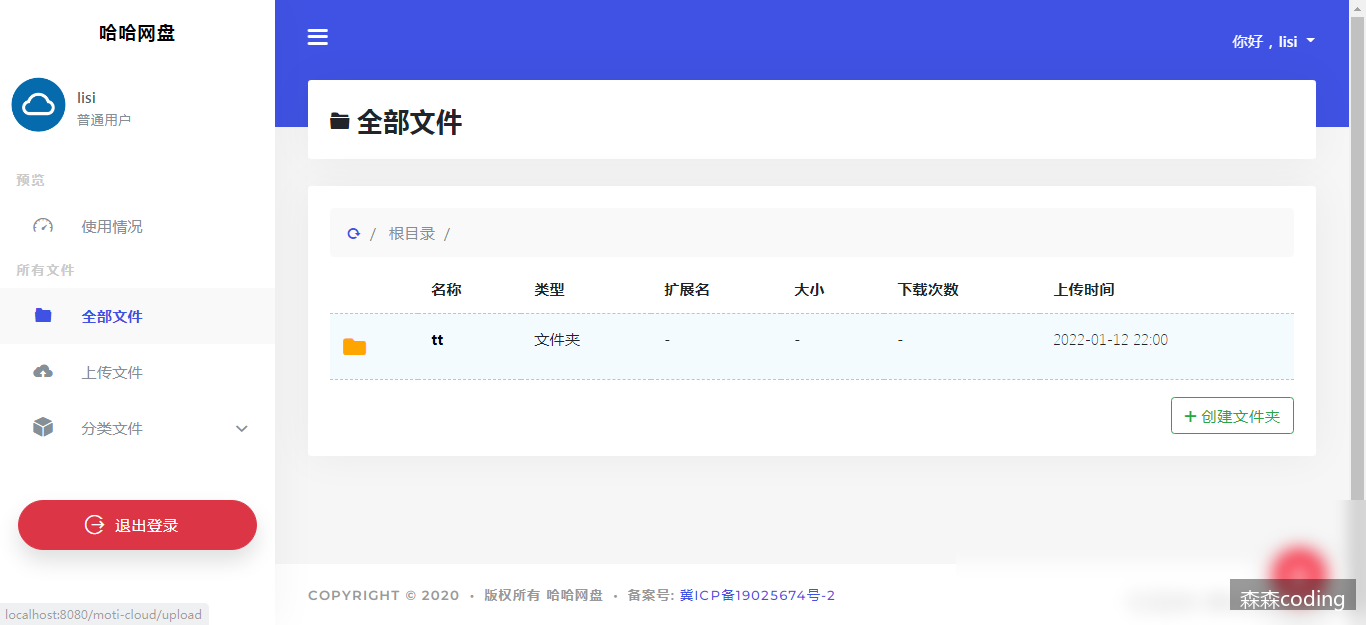 哈哈网盘
lisi
普通用户
预览
使用情况
所有文件
全部文件
上传文件
分类文件
退出登录
localhost:8080/moti-cloud/upload
你好，lisi
全部文件
/ 根目录 /
名称 类型 扩展名 大小 下载次数 上传时间
tt 文件夹 - - - 2022-01-12 22:00
+ 创建文件夹
COPYRIGHT © 2020 • 版权所有 哈哈网盘 • 备案号: 冀ICP备19025674号-2
森森coding